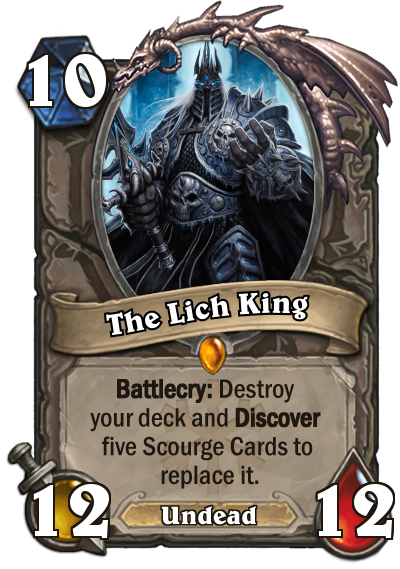 10
The Lich King
Battlecry: Destroy
your deck and Discover
five Scourge Cards to
replace it.
12
Undead
12